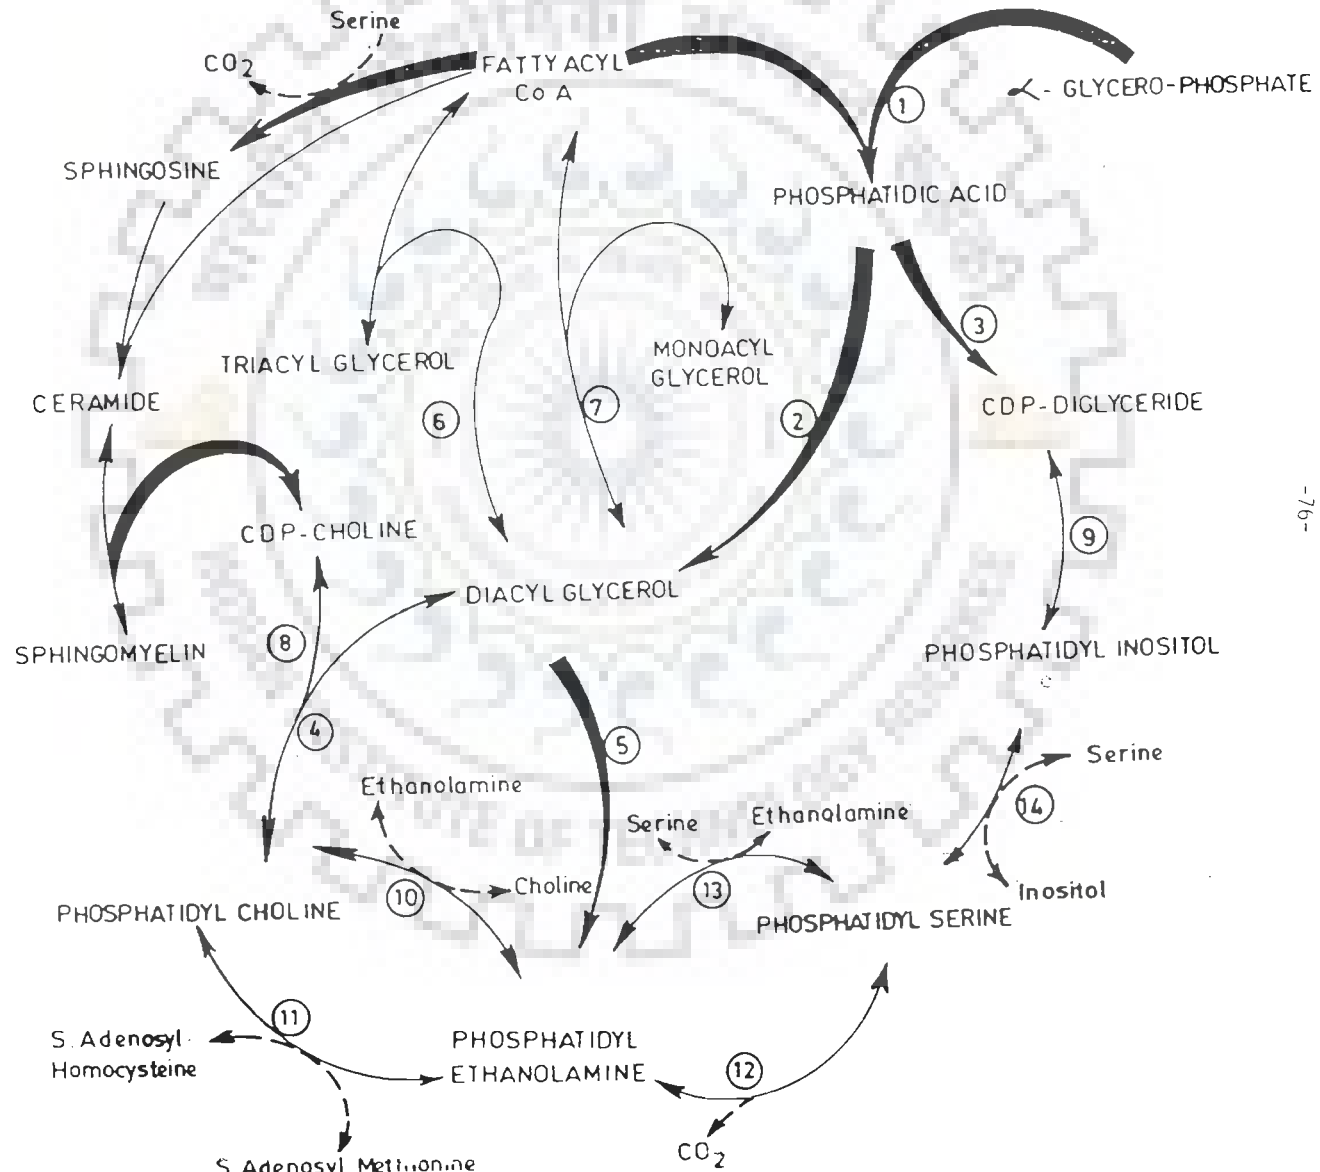 Serine
CO2
FATTY ACYL
Co A
1
∝- GLYCERO-PHOSPHATE
SPHINGOSINE
PHOSPHATIDIC ACID
3
TRIACYL GLYCEROL
MONOACYL
GLYCEROL
CERAMIDE
6
7
2
CDP-DIGLYCERIDE
-76-
CDP-CHOLINE
9
DIACYL GLYCEROL
SPHINGOMYELIN
8
PHOSPHATIDYL INOSITOL
4
5
Ethanolamine
Serine
Serine
Ethanolamine
14
10
Choline
13
Inositol
PHOSPHATIDYL CHOLINE
PHOSPHATIDYL SERINE
11
S. Adenosyl
Homocysteine
PHOSPHATIDYL
ETHANOLAMINE
12
CO2
S. Adenosyl Methionine